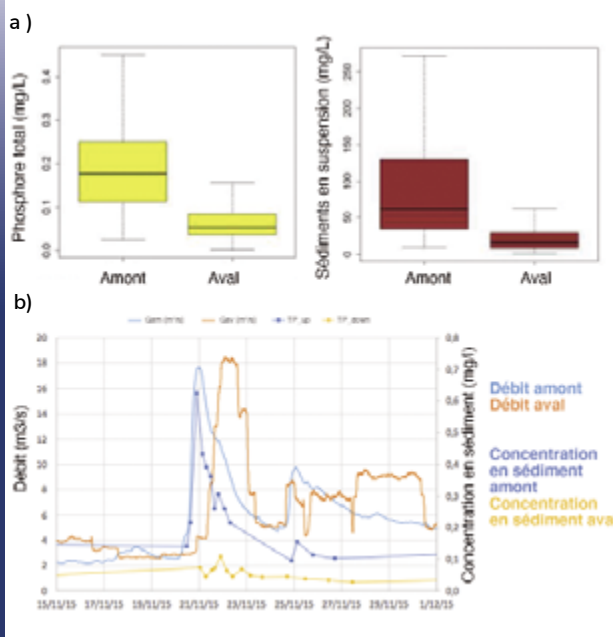 a )
Phosphore total (mg/L)
0.4
0.3
0.2
0.1
0.0
Amont
Aval
Sédiments en suspension (mg/L)
250
200
150
100
50
0
Amont
Aval
b)
TP_up
TP_down
Débit (m3/s)
20
18
16
14
12
10
8
6
4
2
0
0,8
0,7
0,6
0,5
0,4
0,3
0,2
0,1
0,0
Concentration en sédiment (mg/l)
15/11/15
17/11/15
19/11/15
21/11/15
23/11/15
25/11/15
27/11/15
29/11/15
1/12/15
Débit amont
Débit aval
Concentration
en sédiment
amont
Concentration
en sédiment ava